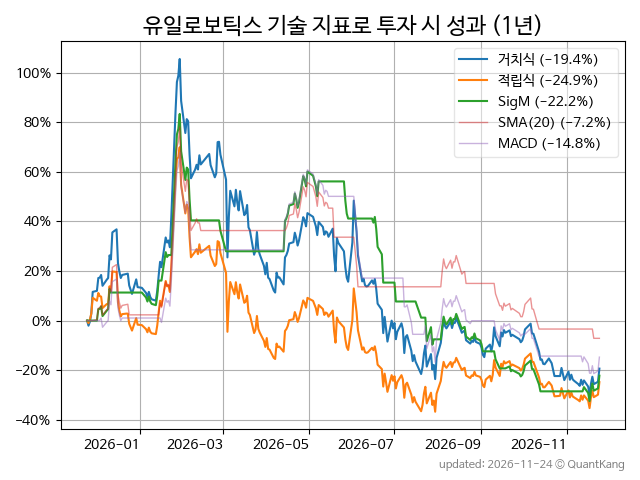 유일로보틱스 기술 지표로 투자 시 성과 (1년)
거치식 (−19.4%)
적립식 (−24.9%)
SigM (−22.2%)
SMA(20) (−7.2%)
MACD (−14.8%)
100%
80%
60%
40%
20%
0%
−20%
−40%
2026-01 2026-03 2026-05 2026-07 2026-09 2026-11
updated: 2026-11-24 © QuantKang